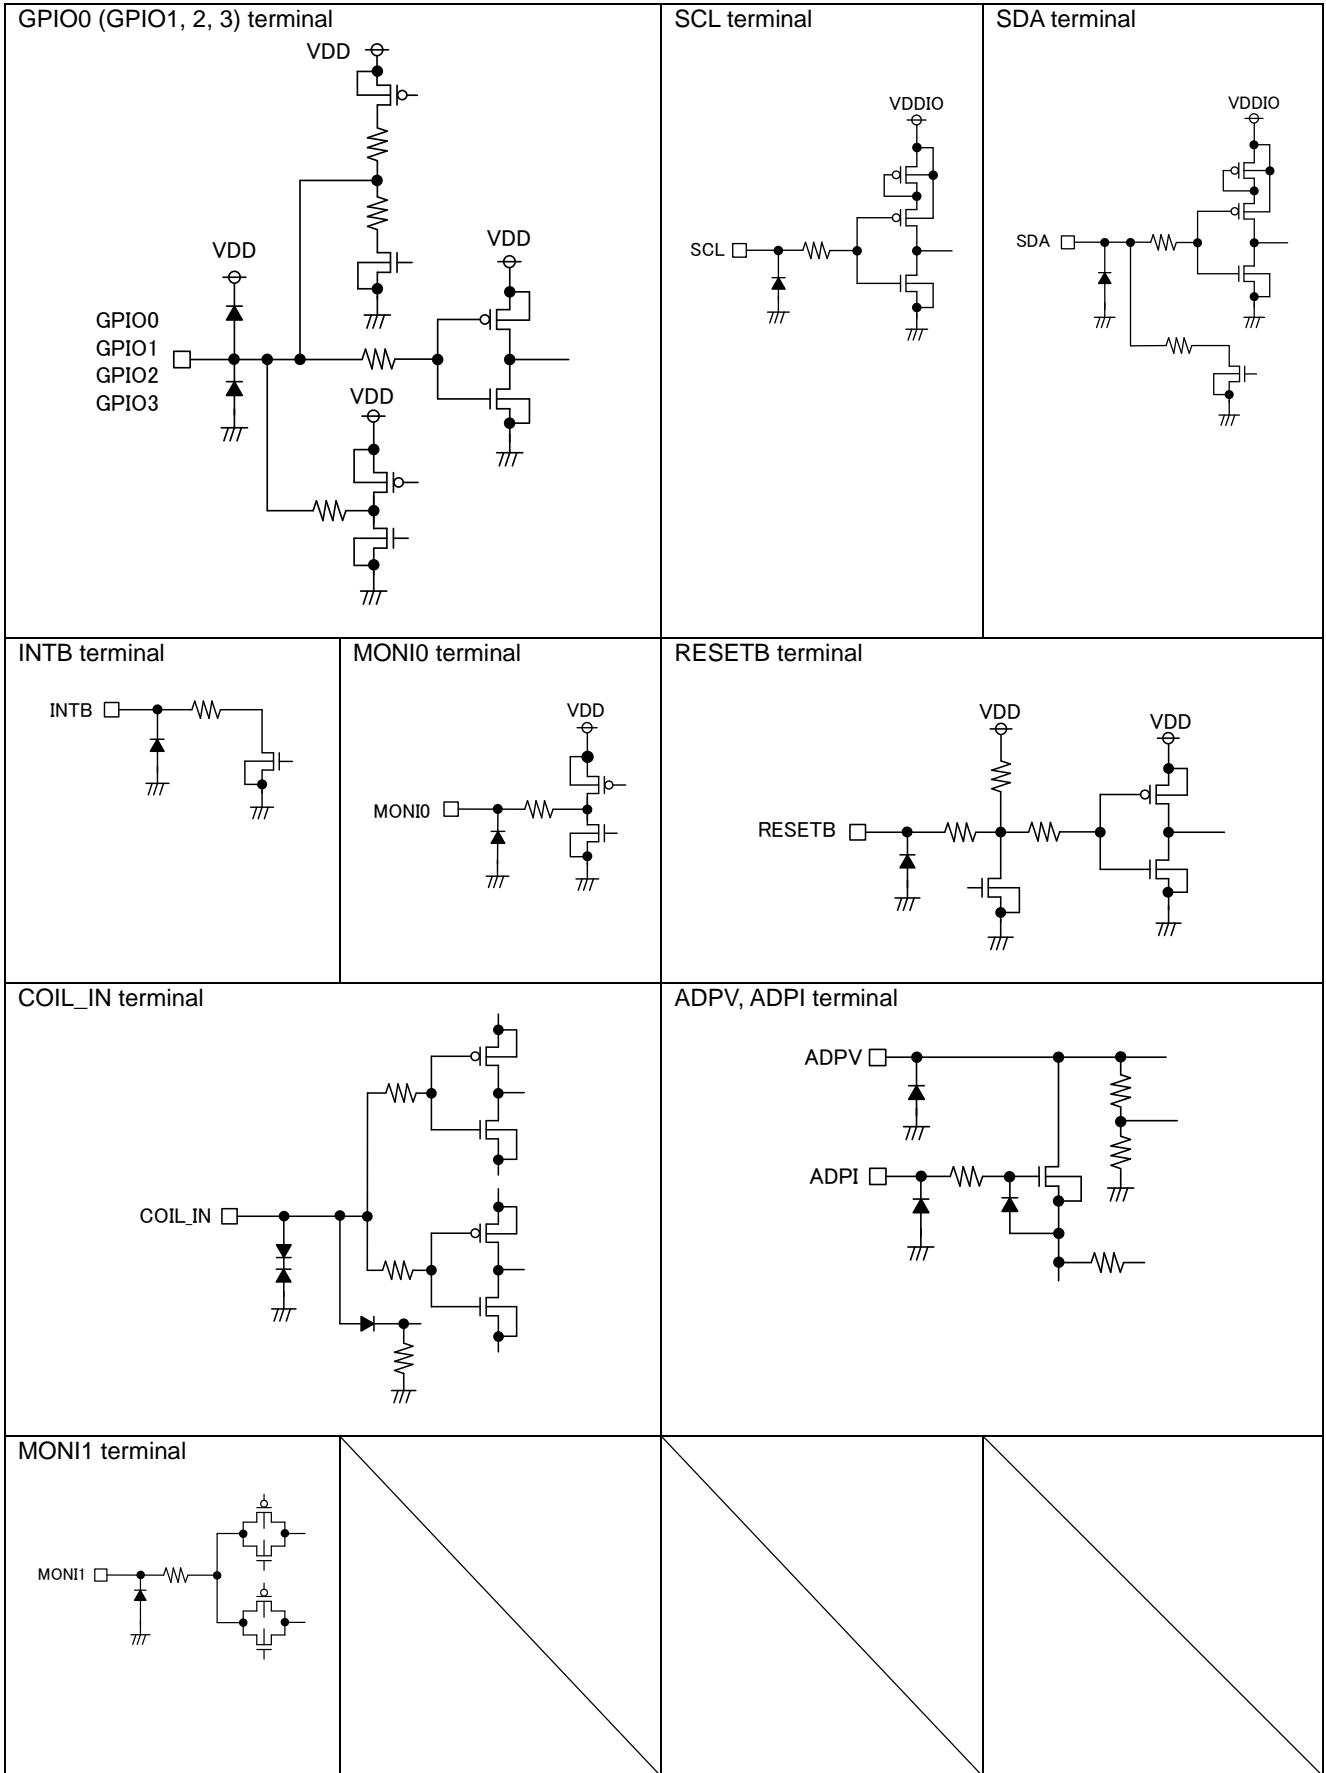 GPIO0 (GPIO1, 2, 3) terminal
VDD
VDD
VDD
GPIO0
GPIO1
GPIO2
GPIO3
VDD
SCL terminal
VDDIO
SCL
SDA terminal
VDDIO
SDA
INTB terminal
INTB
MONI0 terminal
VDD
MONI0
RESETB terminal
VDD
VDD
RESETB
COIL_IN terminal
COIL_IN
ADPV, ADPI terminal
ADPV
ADPI
MONI1 terminal
MONI1